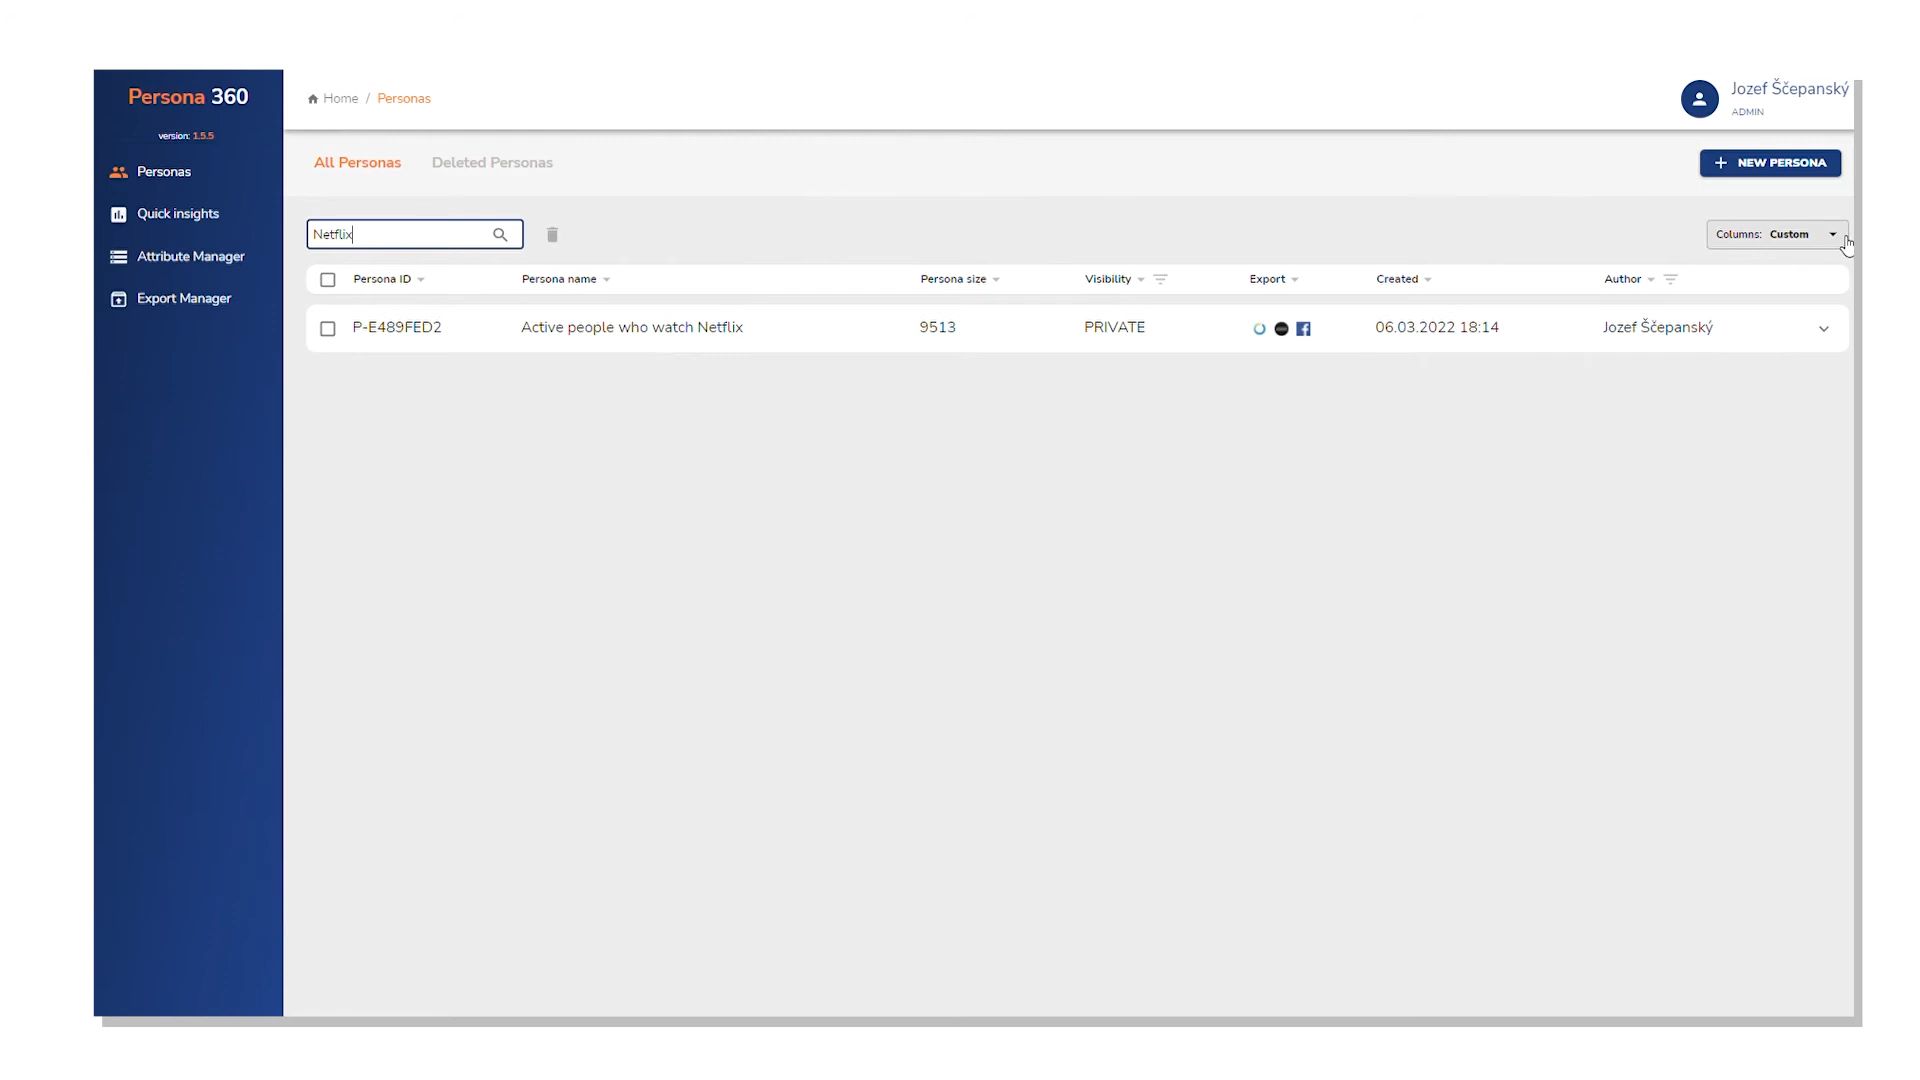 Persona 360
version: 1.5.5
Personas
Quick insights
Attribute Manager
Export Manager
Home / Personas
Jozef Ščepanský
ADMIN
All Personas Deleted Personas
NEW PERSONA
Netflix
Columns: Custom
Persona ID Persona name Persona size Visibility Export Created Author
P-E489FED2 Active people who watch Netflix 9513 PRIVATE 06.03.2022 18:14 Jozef Ščepanský